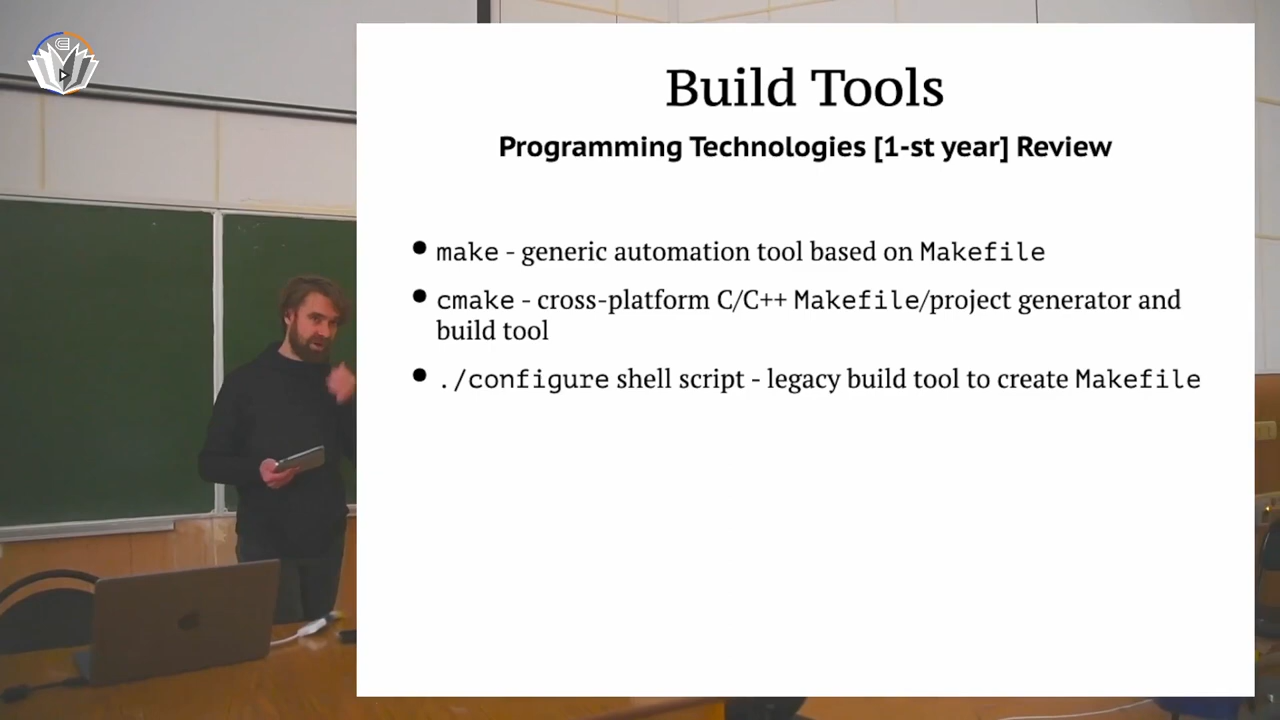 Build Tools
Programming Technologies [1-st year] Review
• make - generic automation tool based on Makefile
• cmake - cross-platform C/C++ Makefile/project generator and
build tool
• ./configure shell script - legacy build tool to create Makefile